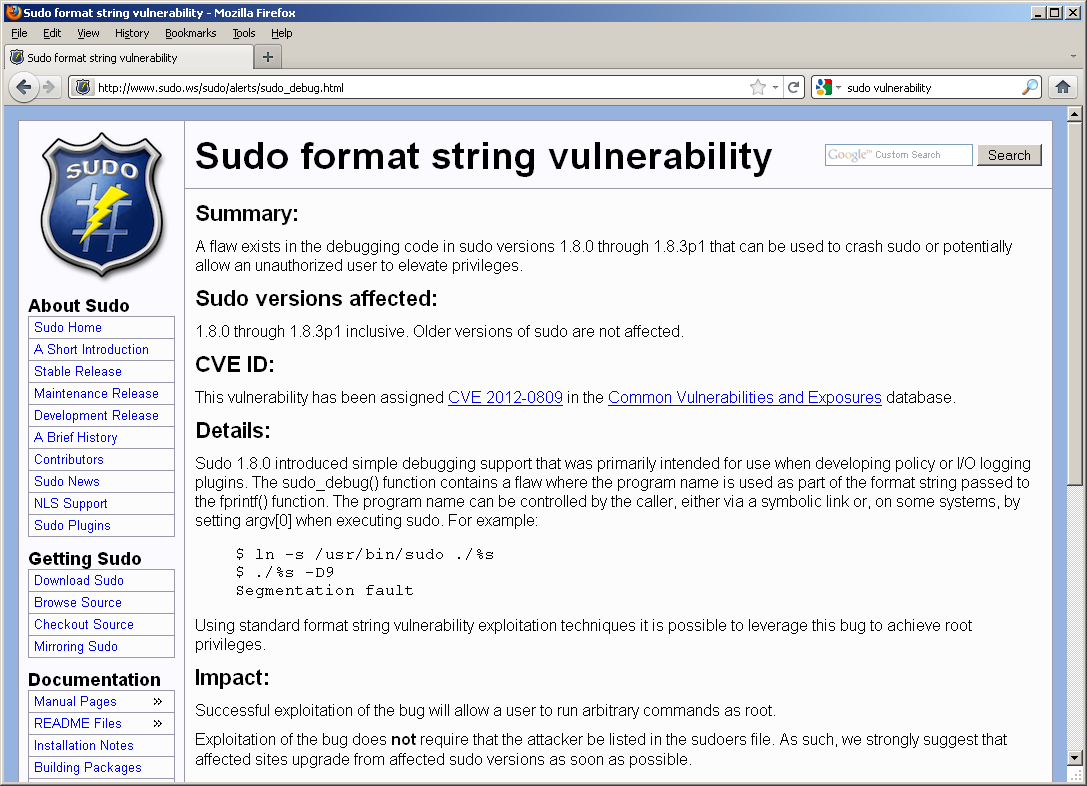 Sudo format string vulnerability - Mozilla Firefox
File Edit View History Bookmarks Tools Help
Sudo format string vulnerability
http://www.sudo.ws/sudo/alerts/sudo_debug.html
sudo vulnerability
SUDO
Sudo format string vulnerability
Google™ Custom Search
Search
About Sudo
Sudo Home
A Short Introduction
Stable Release
Maintenance Release
Development Release
A Brief History
Contributors
Sudo News
NLS Support
Sudo Plugins
Getting Sudo
Download Sudo
Browse Source
Checkout Source
Mirroring Sudo
Documentation
Manual Pages »
README Files »
Installation Notes
Building Packages
Summary:
A flaw exists in the debugging code in sudo versions 1.8.0 through 1.8.3p1 that can be used to crash sudo or potentially
allow an unauthorized user to elevate privileges.
Sudo versions affected:
1.8.0 through 1.8.3p1 inclusive. Older versions of sudo are not affected.
CVE ID:
This vulnerability has been assigned CVE 2012-0809 in the Common Vulnerabilities and Exposures database.
Details:
Sudo 1.8.0 introduced simple debugging support that was primarily intended for use when developing policy or I/O logging
plugins. The sudo_debug() function contains a flaw where the program name is used as part of the format string passed to
the fprintf() function. The program name can be controlled by the caller, either via a symbolic link or, on some systems, by
setting argv[0] when executing sudo. For example:
$ ln -s /usr/bin/sudo ./%s
$ ./%s -D9
Segmentation fault
Using standard format string vulnerability exploitation techniques it is possible to leverage this bug to achieve root
privileges.
Impact:
Successful exploitation of the bug will allow a user to run arbitrary commands as root.
Exploitation of the bug does not require that the attacker be listed in the sudoers file. As such, we strongly suggest that
affected sites upgrade from affected sudo versions as soon as possible.